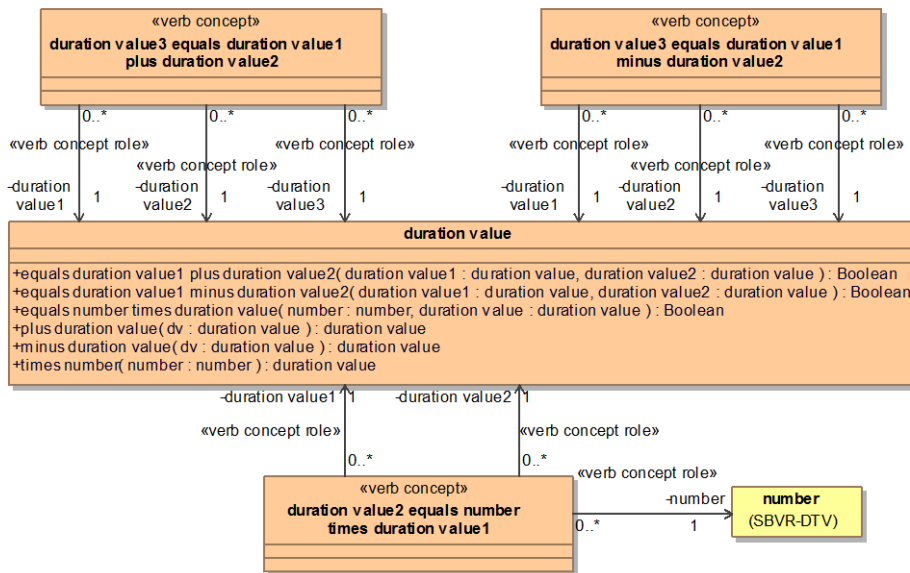 «verb concept»
duration value3 equals duration value1
plus duration value2
«verb concept»
duration value3 equals duration value1
minus duration value2
0..*
0..*
0..*
0..*
0..*
0..*
«verb concept role»
«verb concept role»
«verb concept role»
«verb concept role»
«verb concept role»
«verb concept role»
-duration
value1
1
-duration
value2
1
-duration
value3
1
-duration
value1
1
-duration
value2
1
-duration
value3
1
duration value
+equals duration value1 plus duration value2( duration value1 : duration value, duration value2 : duration value ) : Boolean
+equals duration value1 minus duration value2( duration value1 : duration value, duration value2 : duration value ) : Boolean
+equals number times duration value( number : number, duration value : duration value ) : Boolean
+plus duration value( dv : duration value ) : duration value
+minus duration value( dv : duration value ) : duration value
+times number( number : number ) : duration value
-duration value1
1
-duration value2
1
«verb concept role»
«verb concept role»
0..*
0..*
«verb concept»
duration value2 equals number
times duration value1
«verb concept role»
-number
0..*
1
number
(SBVR-DTV)